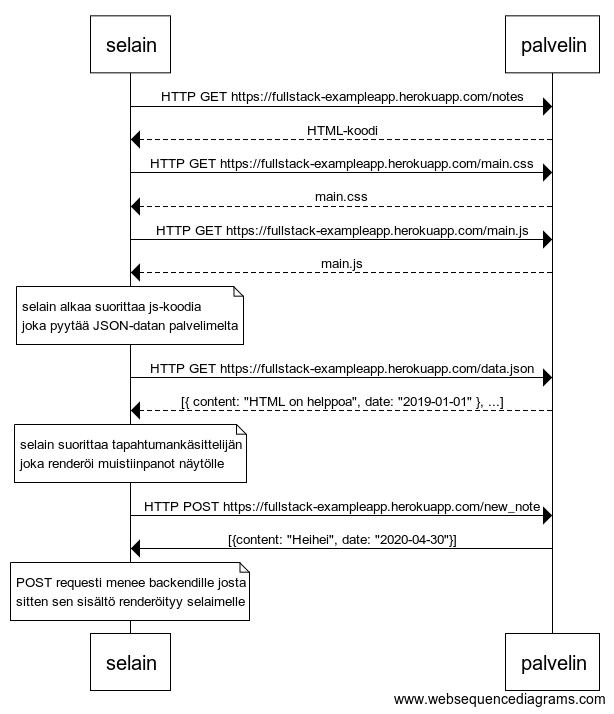 selain
palvelin
HTTP GET https://fullstack-exampleapp.herokuapp.com/notes
HTML-koodi
HTTP GET https://fullstack-exampleapp.herokuapp.com/main.css
main.css
HTTP GET https://fullstack-exampleapp.herokuapp.com/main.js
main.js
selain alkaa suorittaa js-koodia
joka pyytää JSON-datan palvelimelta
HTTP GET https://fullstack-exampleapp.herokuapp.com/data.json
[{ content: "HTML on helppoa", date: "2019-01-01" }, ...]
selain suorittaa tapahtumankäsittelijän
joka renderöi muistiinpanot näytölle
HTTP POST https://fullstack-exampleapp.herokuapp.com/new_note
[{content: "Heihei", date: "2020-04-30"}]
POST requesti menee backendille josta
sitten sen sisältö renderöityy selaimelle
selain
palvelin
www.websequencediagrams.com